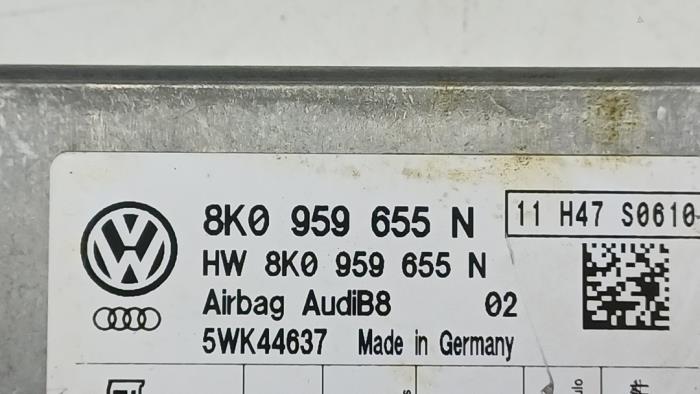 8K0 959 655 N
11 H47 S0610
HW 8K0 959 655 N
Airbag AudiB8 02
5WK44637 Made in Germany